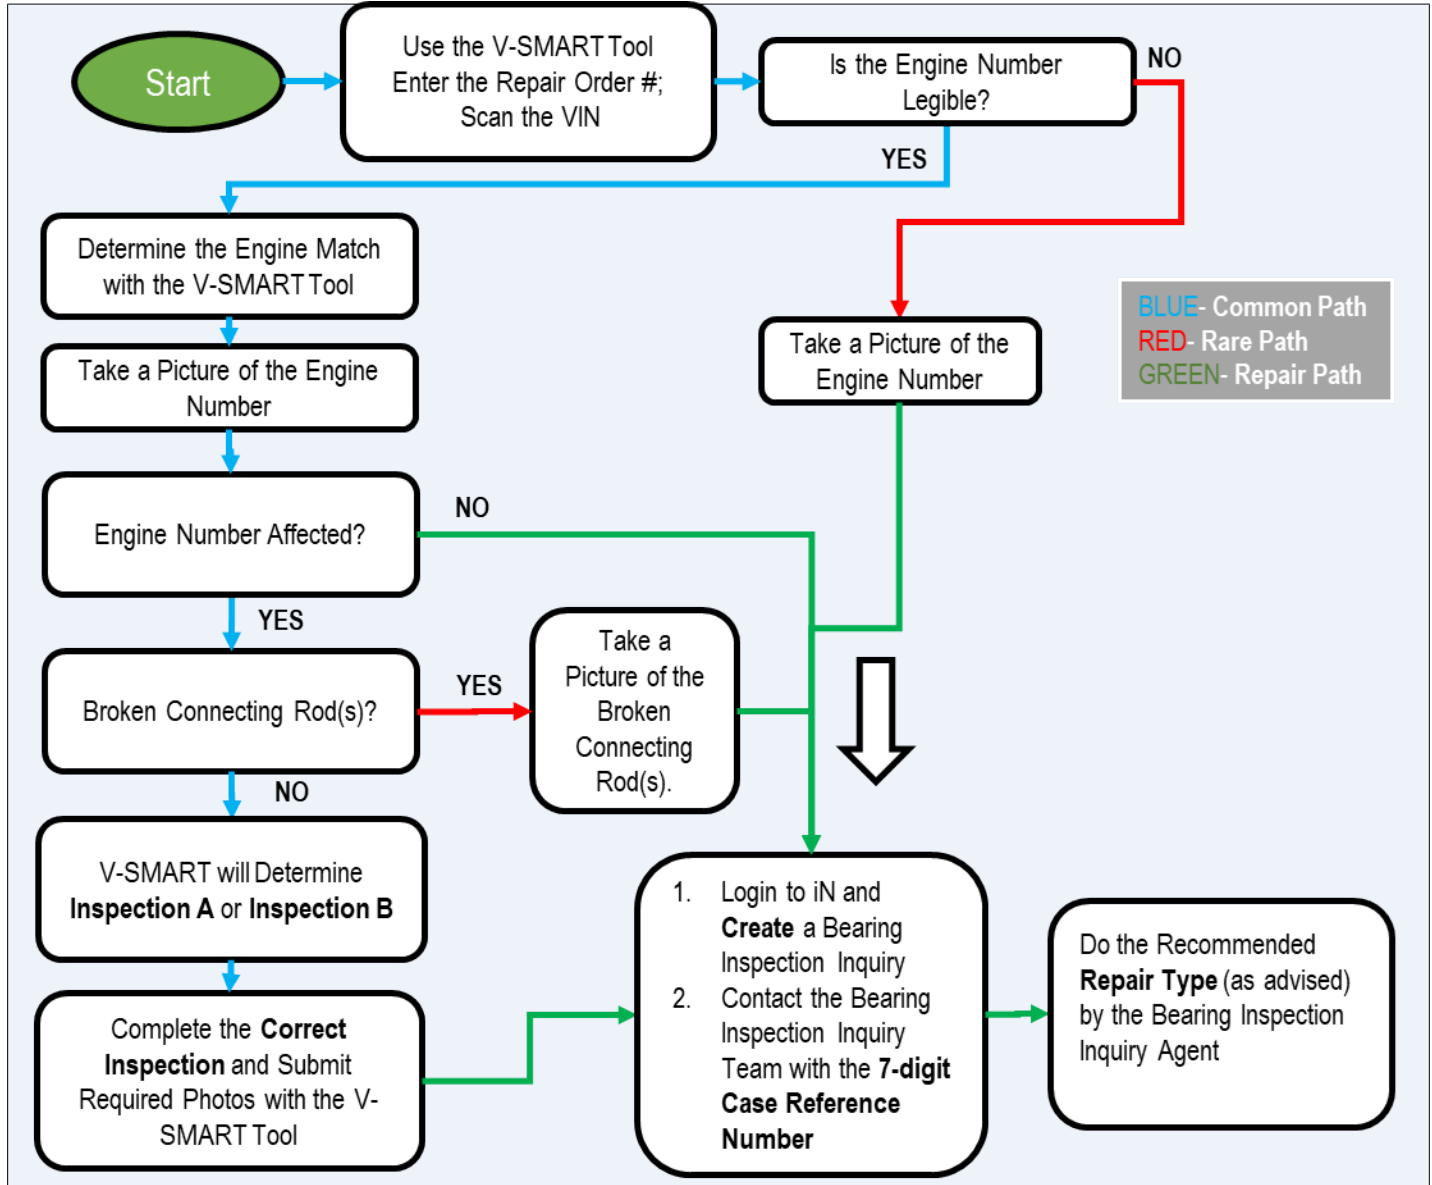 Start
Use the V-SMART Tool
Enter the Repair Order #;
Scan the VIN
Is the Engine Number
Legible?
NO
YES
Determine the Engine Match
with the V-SMART Tool
Take a Picture of the
Engine Number
BLUE- Common Path
RED- Rare Path
GREEN- Repair Path
Take a Picture of the Engine
Number
Engine Number Affected?
NO
YES
Broken Connecting Rod(s)?
YES
Take a
Picture of the
Broken
Connecting
Rod(s).
NO
V-SMART will Determine
Inspection A or Inspection B
Complete the Correct
Inspection and Submit
Required Photos with the V-
SMART Tool
1. Login to iN and
Create a Bearing
Inspection Inquiry
2. Contact the Bearing
Inspection Inquiry
Team with the 7-digit
Case Reference
Number
Do the Recommended
Repair Type (as advised)
by the Bearing Inspection
Inquiry Agent